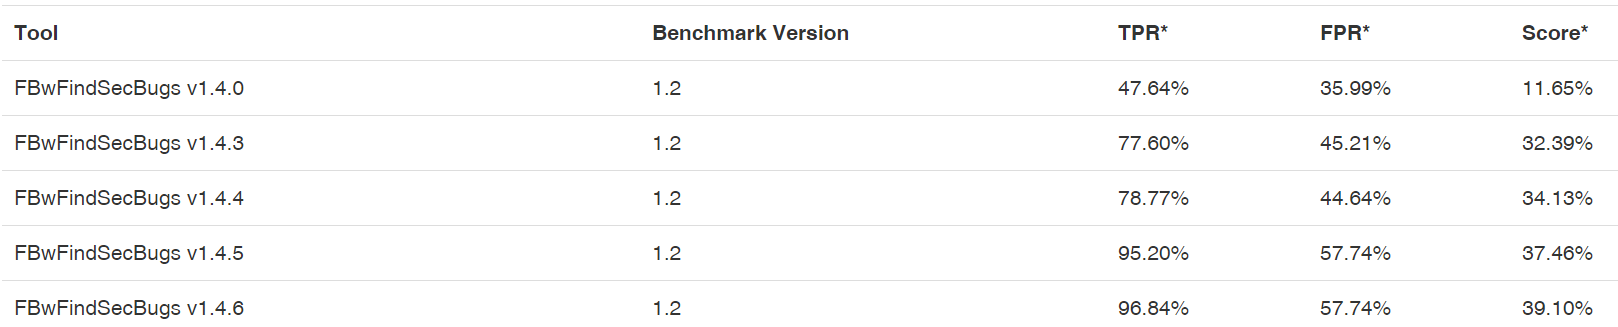 Tool Benchmark Version TPR* FPR* Score*
FBwFindSecBugs v1.4.0 1.2 47.64% 35.99% 11.65%
FBwFindSecBugs v1.4.3 1.2 77.60% 45.21% 32.39%
FBwFindSecBugs v1.4.4 1.2 78.77% 44.64% 34.13%
FBwFindSecBugs v1.4.5 1.2 95.20% 57.74% 37.46%
FBwFindSecBugs v1.4.6 1.2 96.84% 57.74% 39.10%